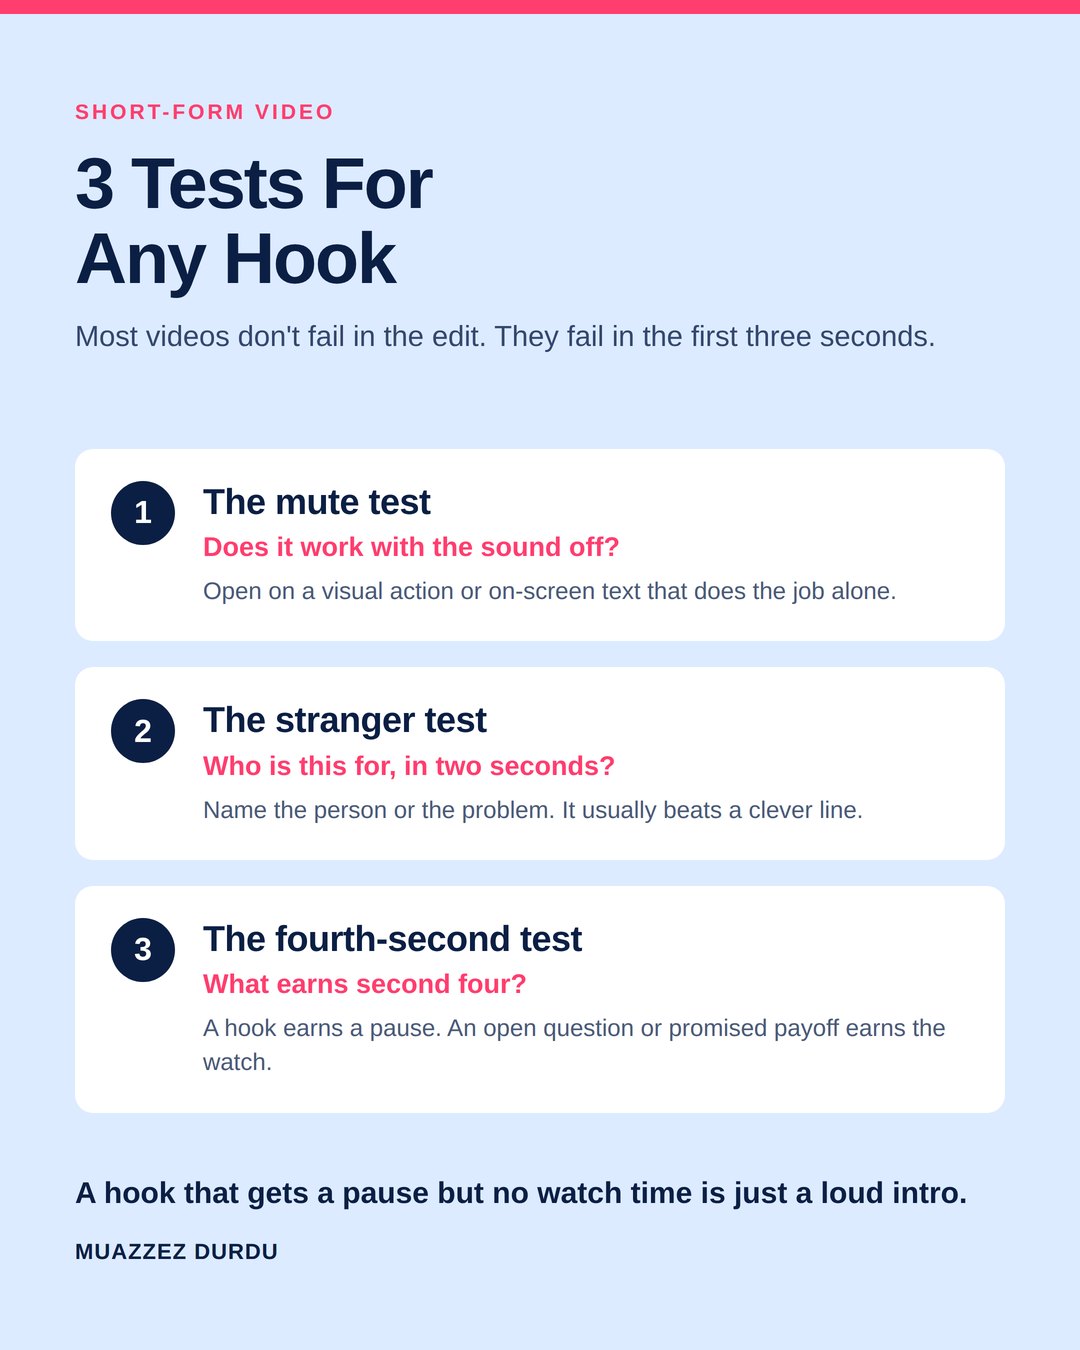 SHORT-FORM VIDEO
3 Tests For
Any Hook
Most videos don't fail in the edit. They fail in the first three seconds.
1
The mute test
Does it work with the sound off?
Open on a visual action or on-screen text that does the job alone.
2
The stranger test
Who is this for, in two seconds?
Name the person or the problem. It usually beats a clever line.
3
The fourth-second test
What earns second four?
A hook earns a pause. An open question or promised payoff earns the
watch.
A hook that gets a pause but no watch time is just a loud intro.
MUAZZEZ DURDU